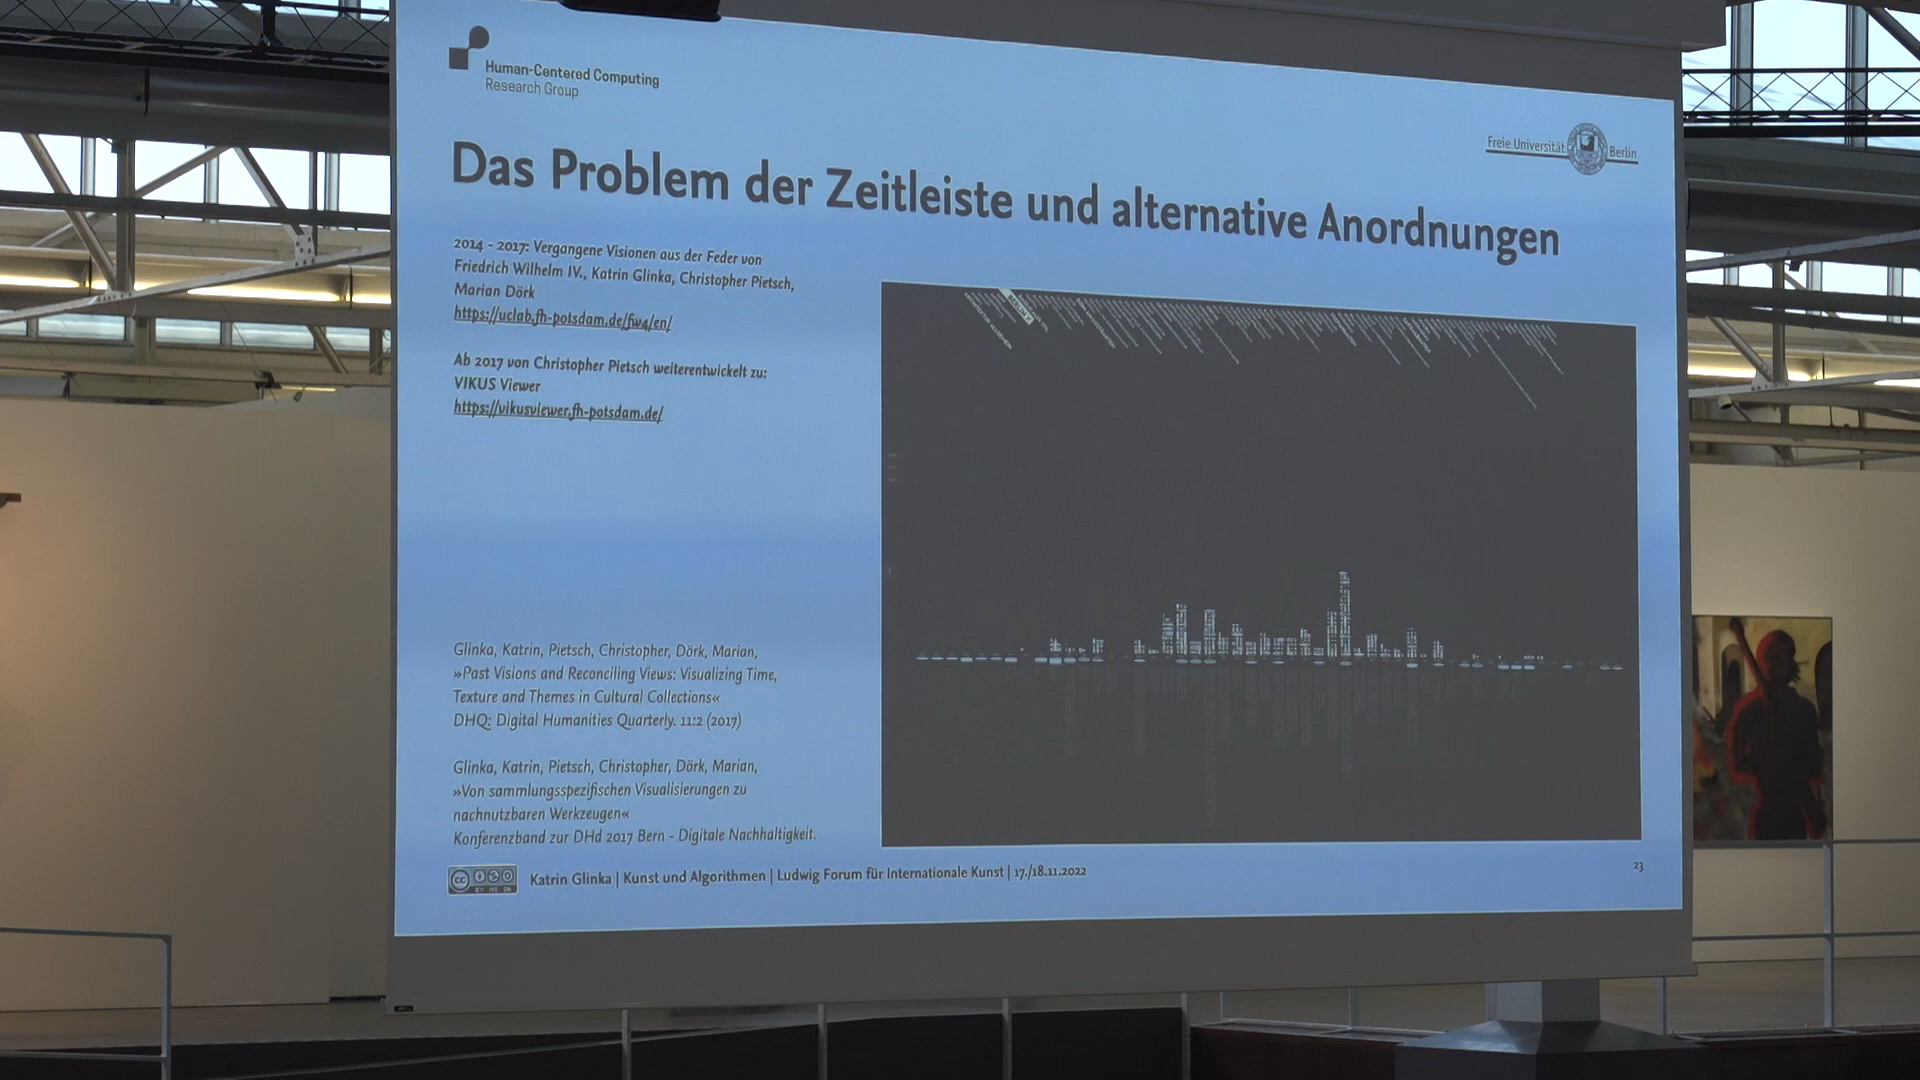 Human-Centered Computing
Research Group
Freie Universität Berlin
Das Problem der Zeitleiste und alternative Anordnungen
2014 - 2017: Vergangene Visionen aus der Feder von
Friedrich Wilhelm IV., Katrin Glinka, Christopher Pietsch,
Marian Dörk
https://uclab.fh-potsdam.de/fw4/en/
Ab 2017 von Christopher Pietsch weiterentwickelt zu:
VIKUS Viewer
https://vikusviewer.fh-potsdam.de/
Glinka, Katrin, Pietsch, Christopher, Dörk, Marian,
»Past Visions and Reconciling Views: Visualizing Time,
Texture and Themes in Cultural Collections«
DHQ: Digital Humanities Quarterly. 11:2 (2017)
Glinka, Katrin, Pietsch, Christopher, Dörk, Marian,
»Von sammlungsspezifischen Visualisierungen zu
nachnutzbaren Werkzeugen«
Konferenzband zur DHd 2017 Bern - Digitale Nachhaltigkeit.
cc BY NC SA
Katrin Glinka | Kunst und Algorithmen | Ludwig Forum für Internationale Kunst | 17./18.11.2022
23